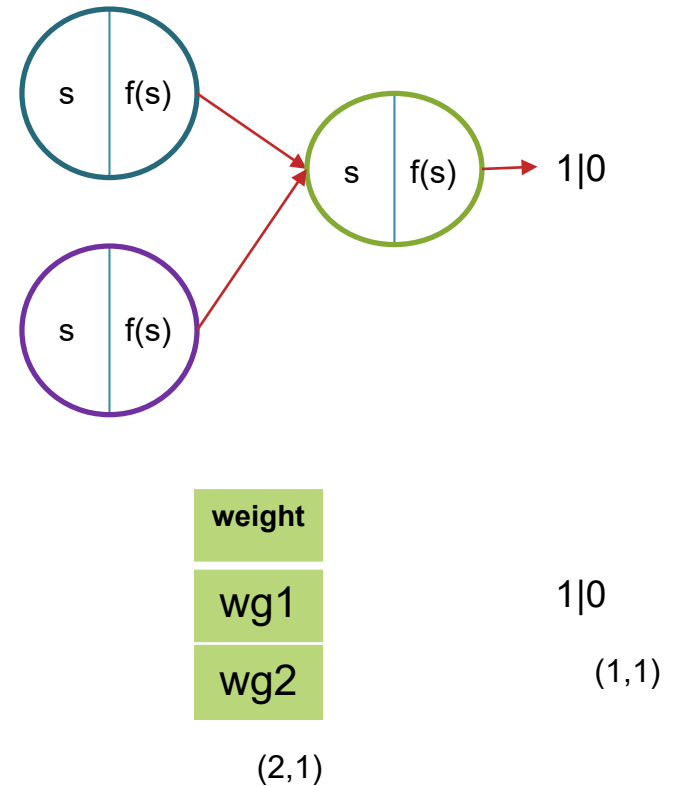 s f(s)
s f(s) 1|0
s f(s)
weight
wg1
wg2
(2,1)
1|0
(1,1)